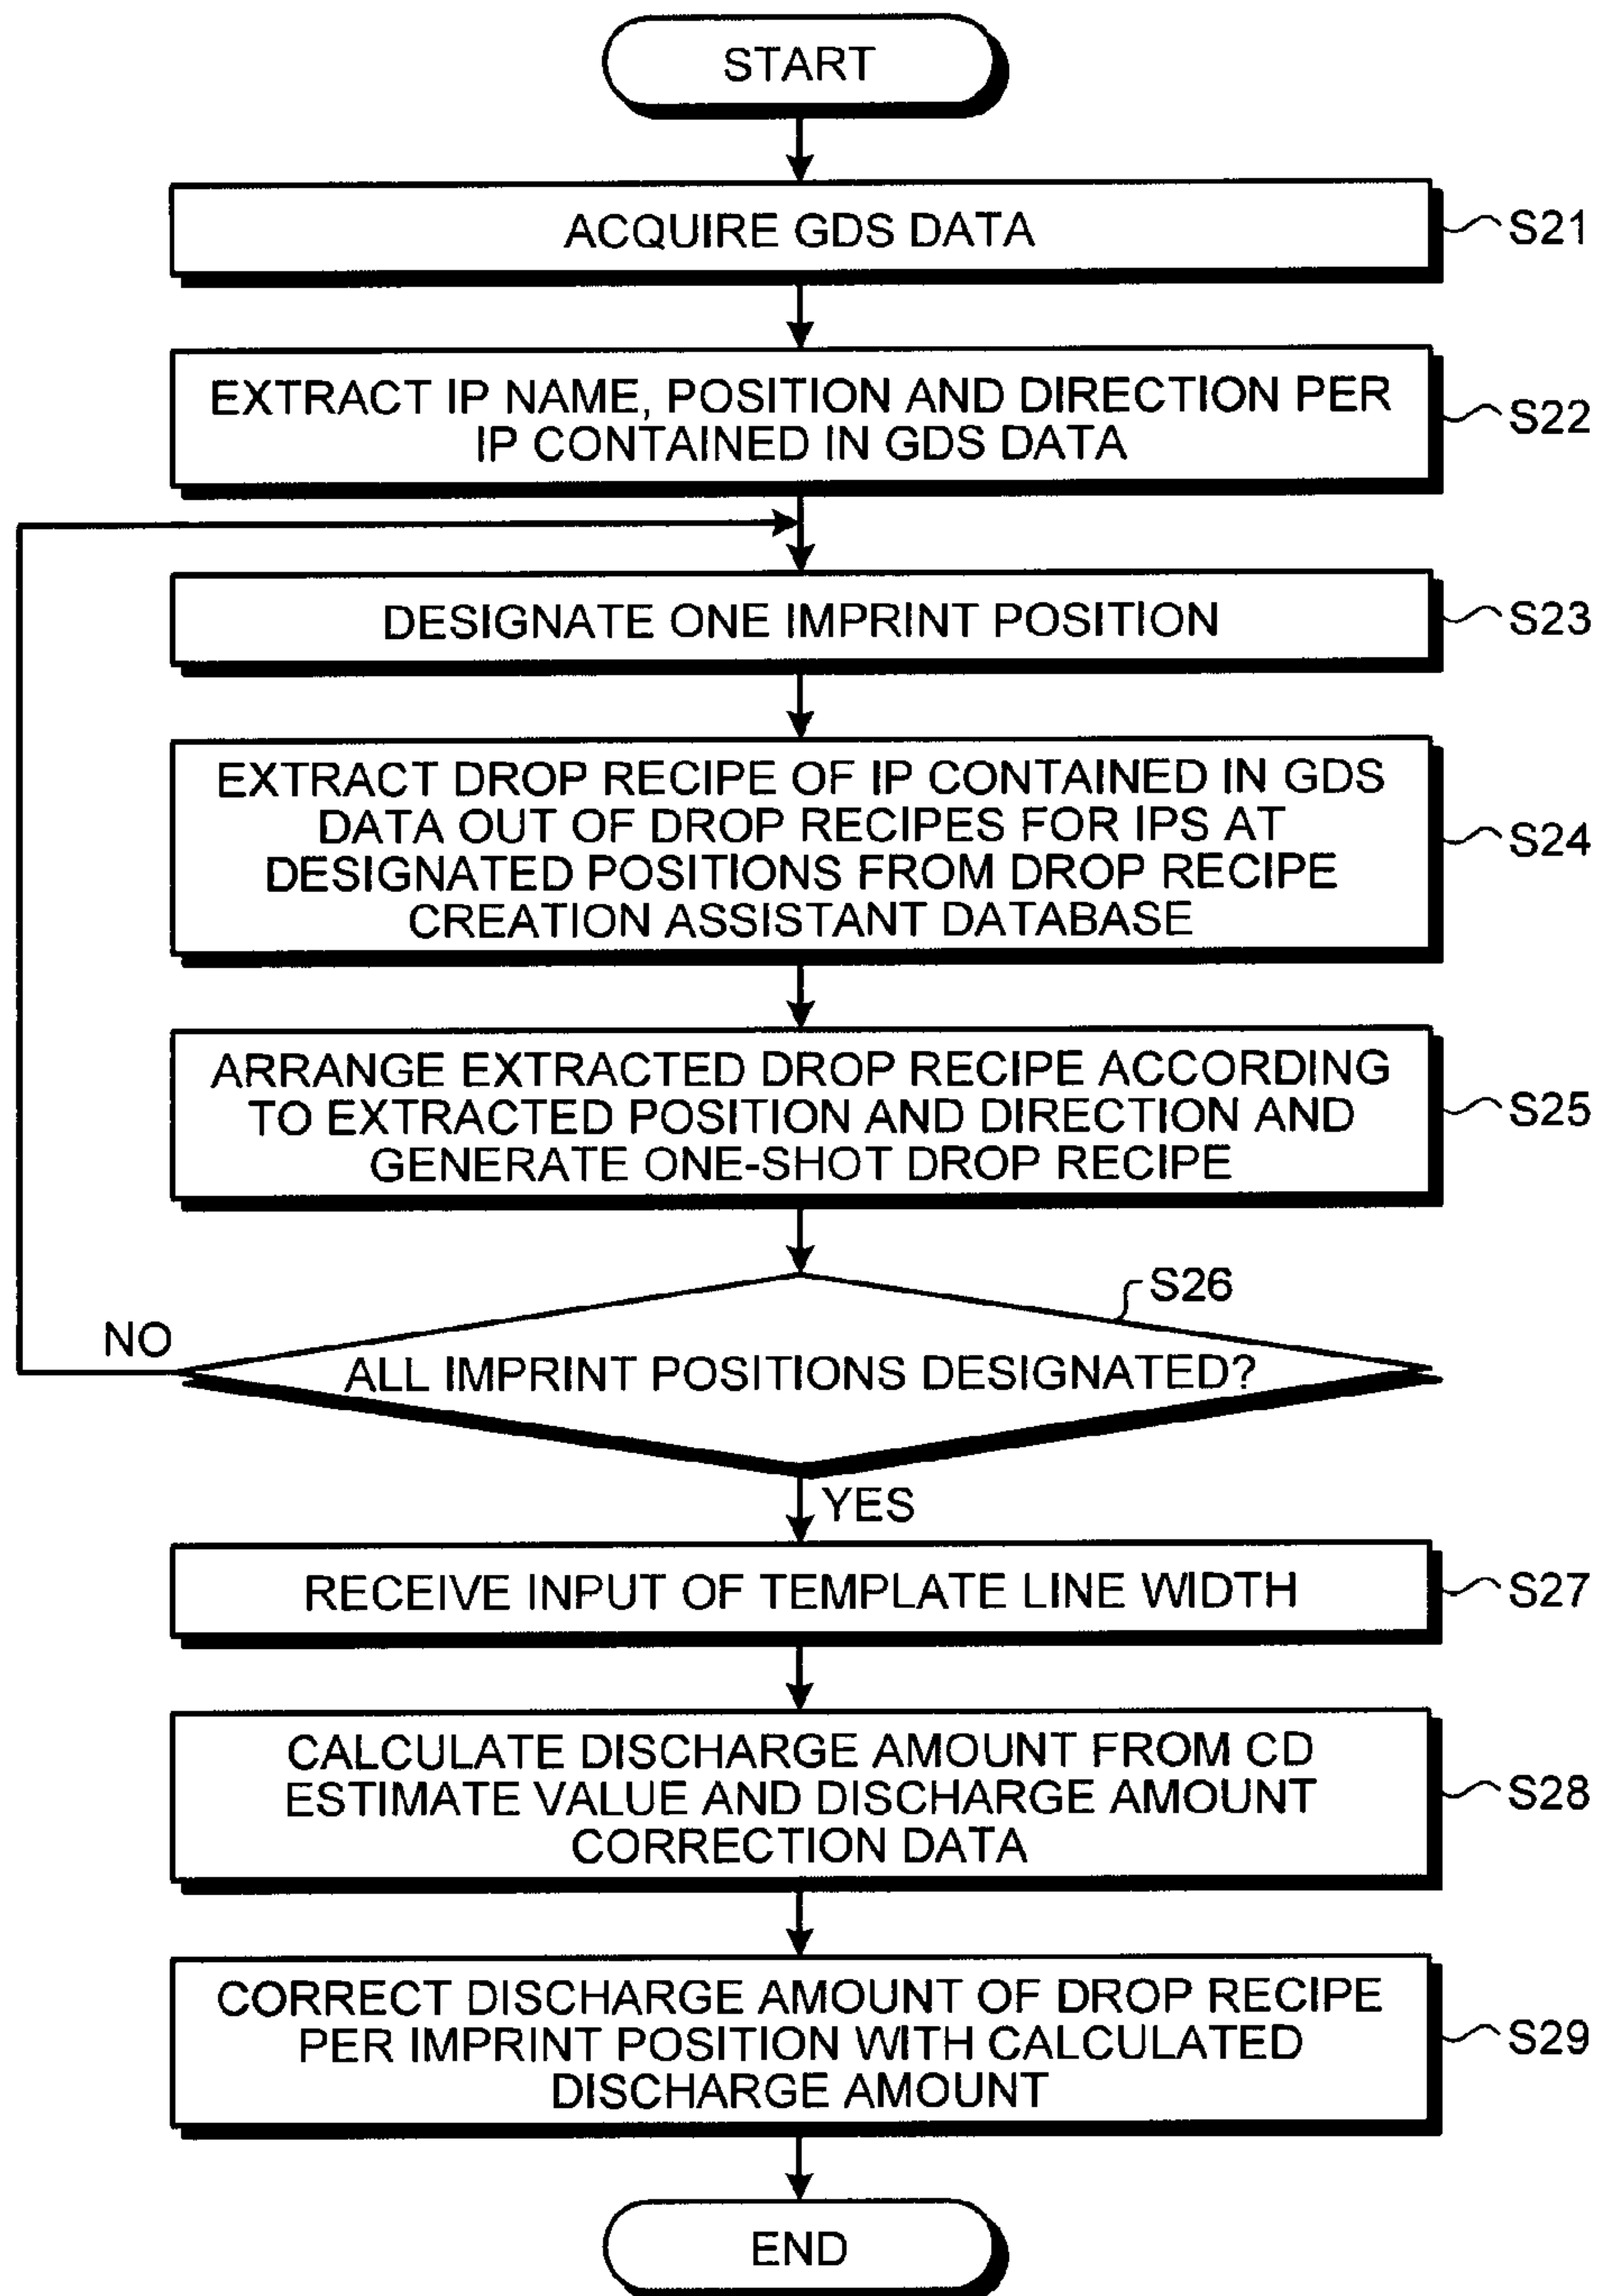 START
ACQUIRE GDS DATA
S21
EXTRACT IP NAME, POSITION AND DIRECTION PER
IP CONTAINED IN GDS DATA
S22
DESIGNATE ONE IMPRINT POSITION
S23
EXTRACT DROP RECIPE OF IP CONTAINED IN GDS
DATA OUT OF DROP RECIPES FOR IPS AT
DESIGNATED POSITIONS FROM DROP RECIPE
CREATION ASSISTANT DATABASE
S24
ARRANGE EXTRACTED DROP RECIPE ACCORDING
TO EXTRACTED POSITION AND DIRECTION AND
GENERATE ONE-SHOT DROP RECIPE
S25
S26
NO
ALL IMPRINT POSITIONS DESIGNATED?
YES
RECEIVE INPUT OF TEMPLATE LINE WIDTH
S27
CALCULATE DISCHARGE AMOUNT FROM CD
ESTIMATE VALUE AND DISCHARGE AMOUNT
CORRECTION DATA
S28
CORRECT DISCHARGE AMOUNT OF DROP RECIPE
PER IMPRINT POSITION WITH CALCULATED
DISCHARGE AMOUNT
S29
END